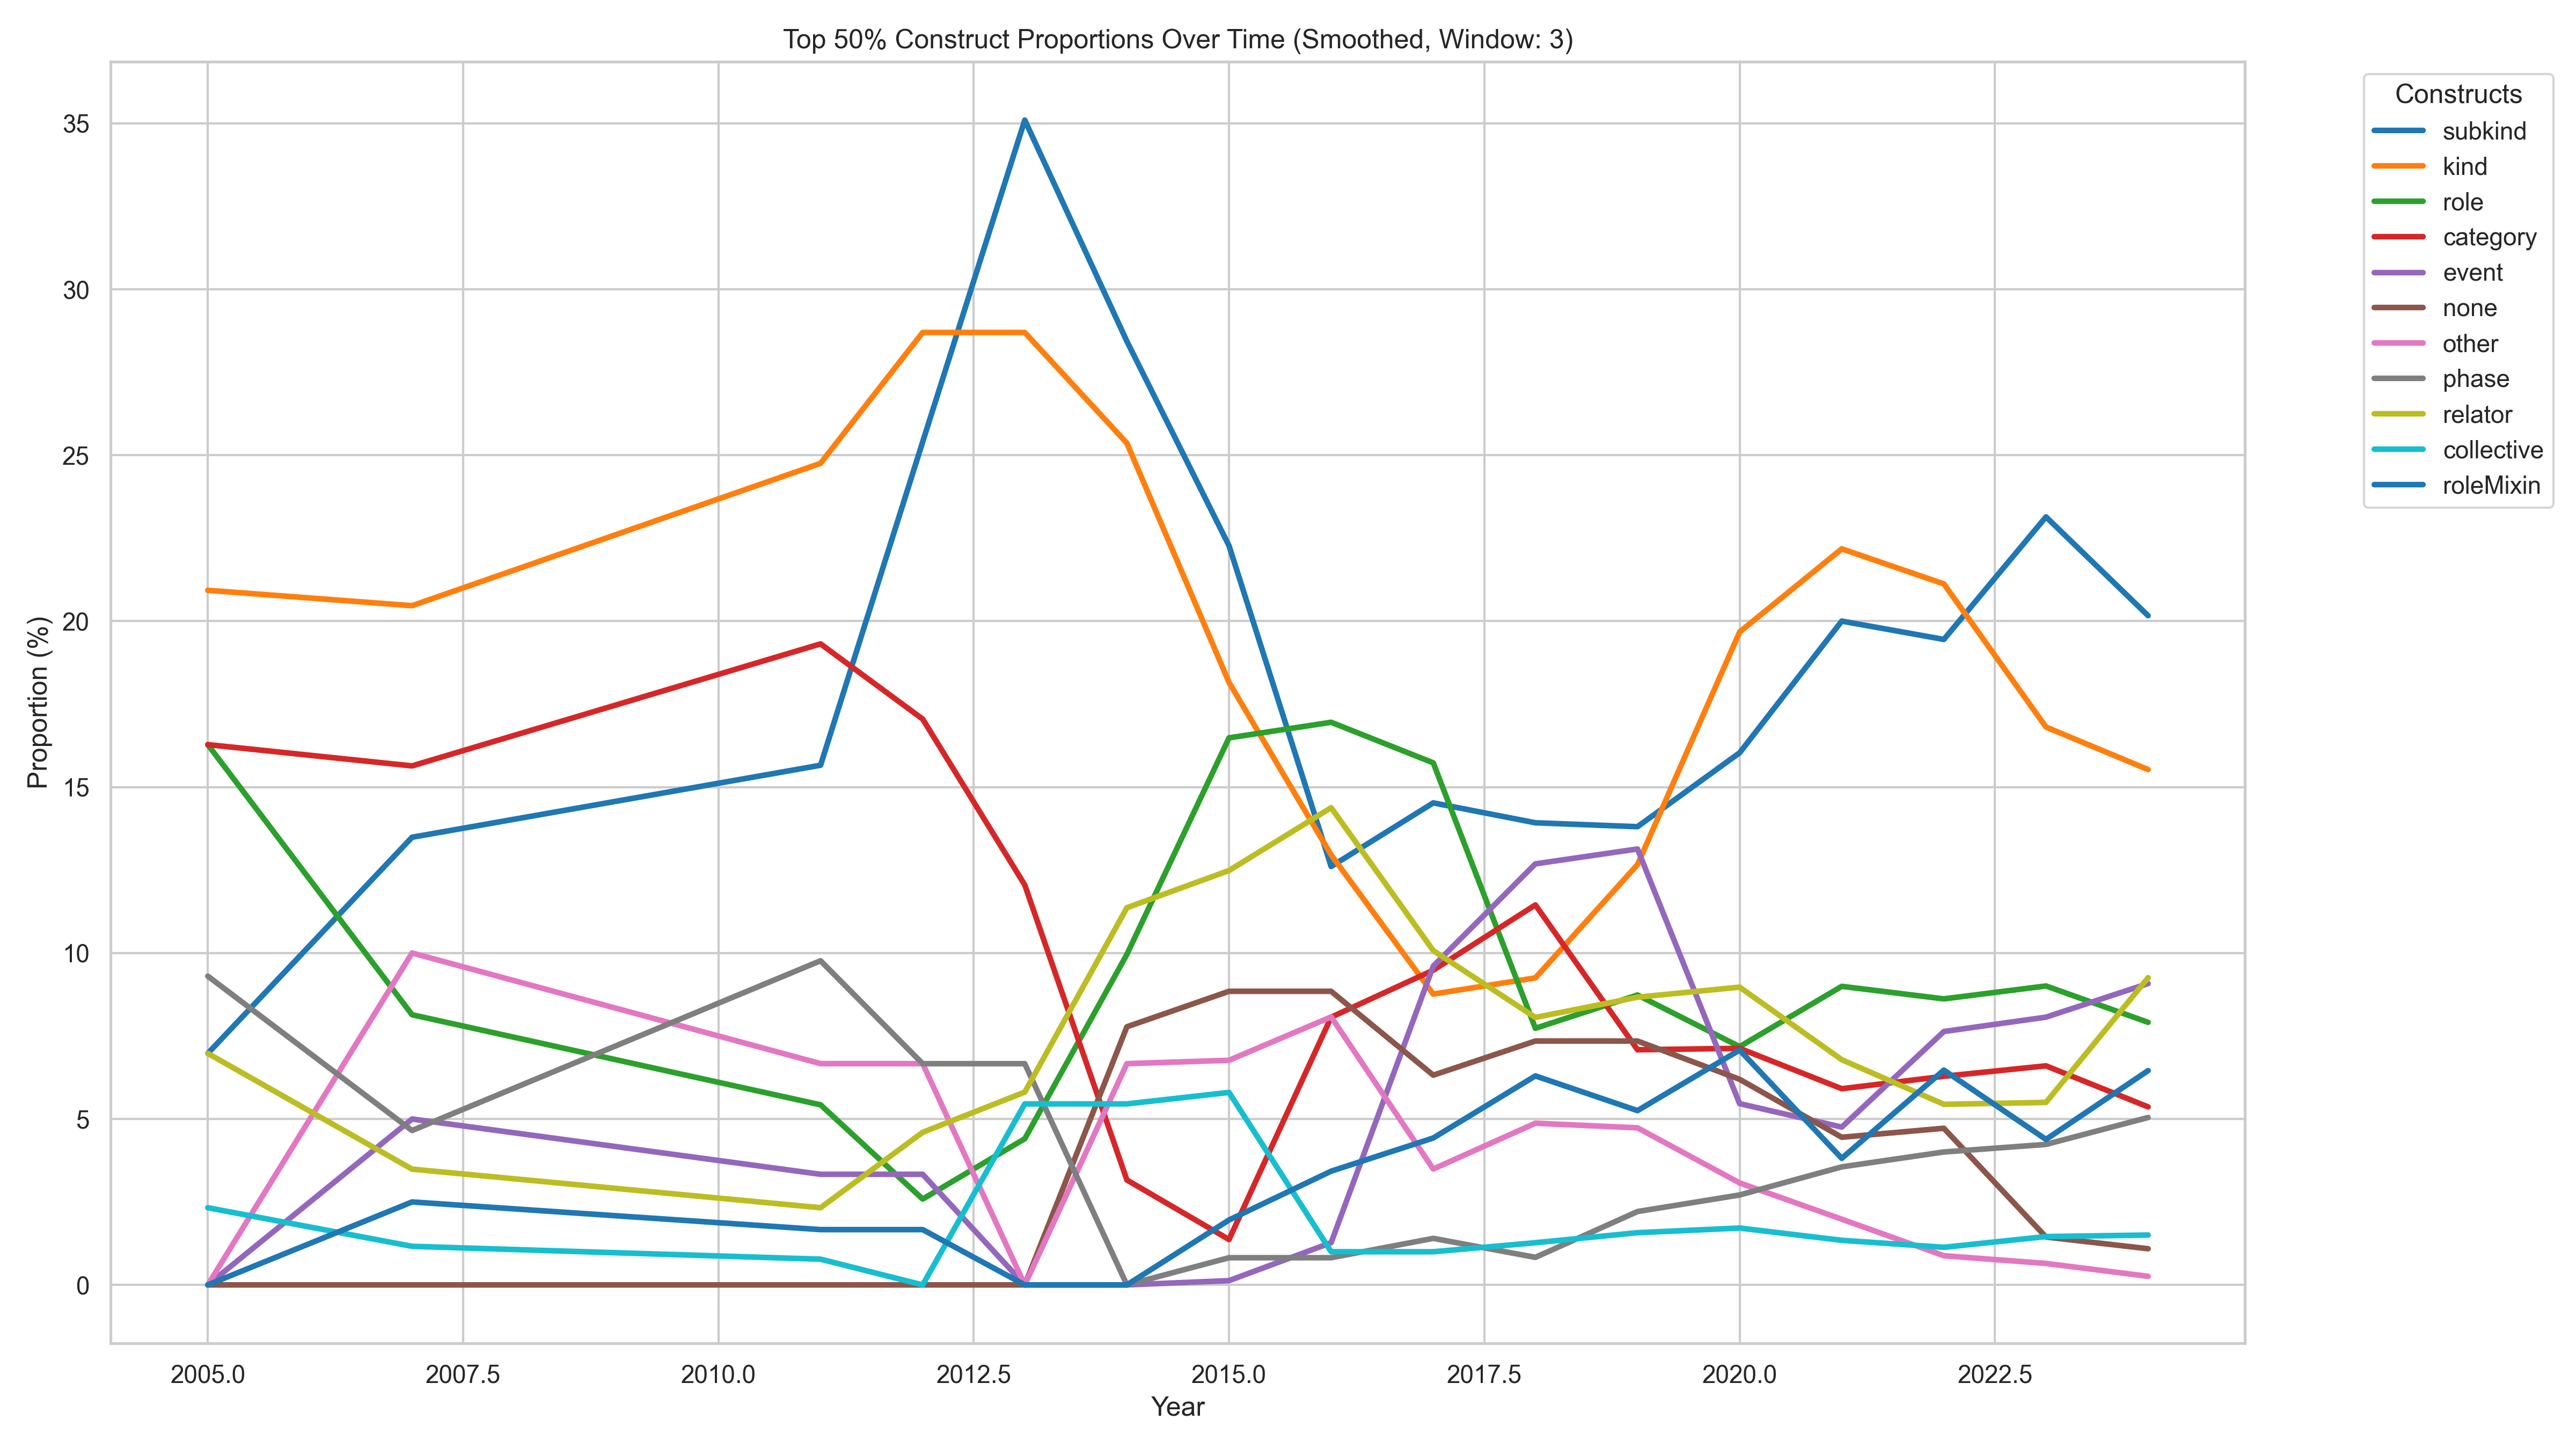 Top 50% Construct Proportions Over Time (Smoothed, Window: 3)
Constructs
subkind
kind
role
category
event
none
other
phase
relator
collective
roleMixin
Proportion (%)
35
30
25
20
15
10
5
0
2005.0 2007.5 2010.0 2012.5 2015.0 2017.5 2020.0 2022.5
Year